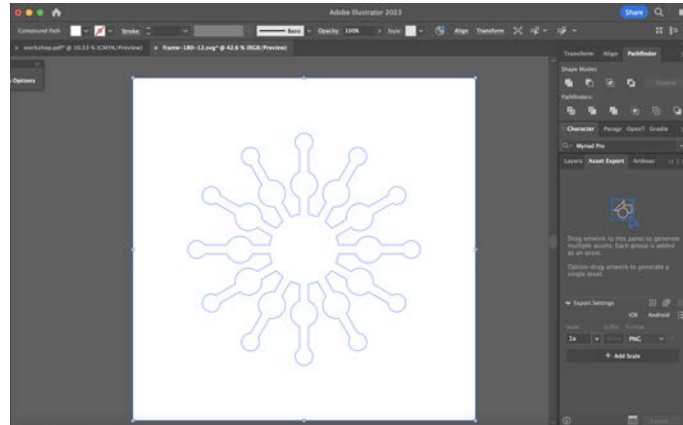 Adobe Illustrator 2023
Share
Compound Path
Stroke:
Basic
Opacity: 100%
Style:
Align
Transform
× workshop.pdf* @ 16.53 % (CMYK/Preview)
× frame-180-12.svg* @ 42.6 % (RGB/Preview)
Options
Transform Align Pathfinder
Shape Modes:
Expand
Pathfinders:
Character Paragr OpenT Gradie
Myriad Pro
Layers Asset Export Artboar
Drag artwork to this panel to generate
multiple assets. Each group is added
as an asset.
Option-drag artwork to generate a
single asset.
Export Settings
iOS Android
Scale Suffix Format
1x None PNG
+ Add Scale
Export